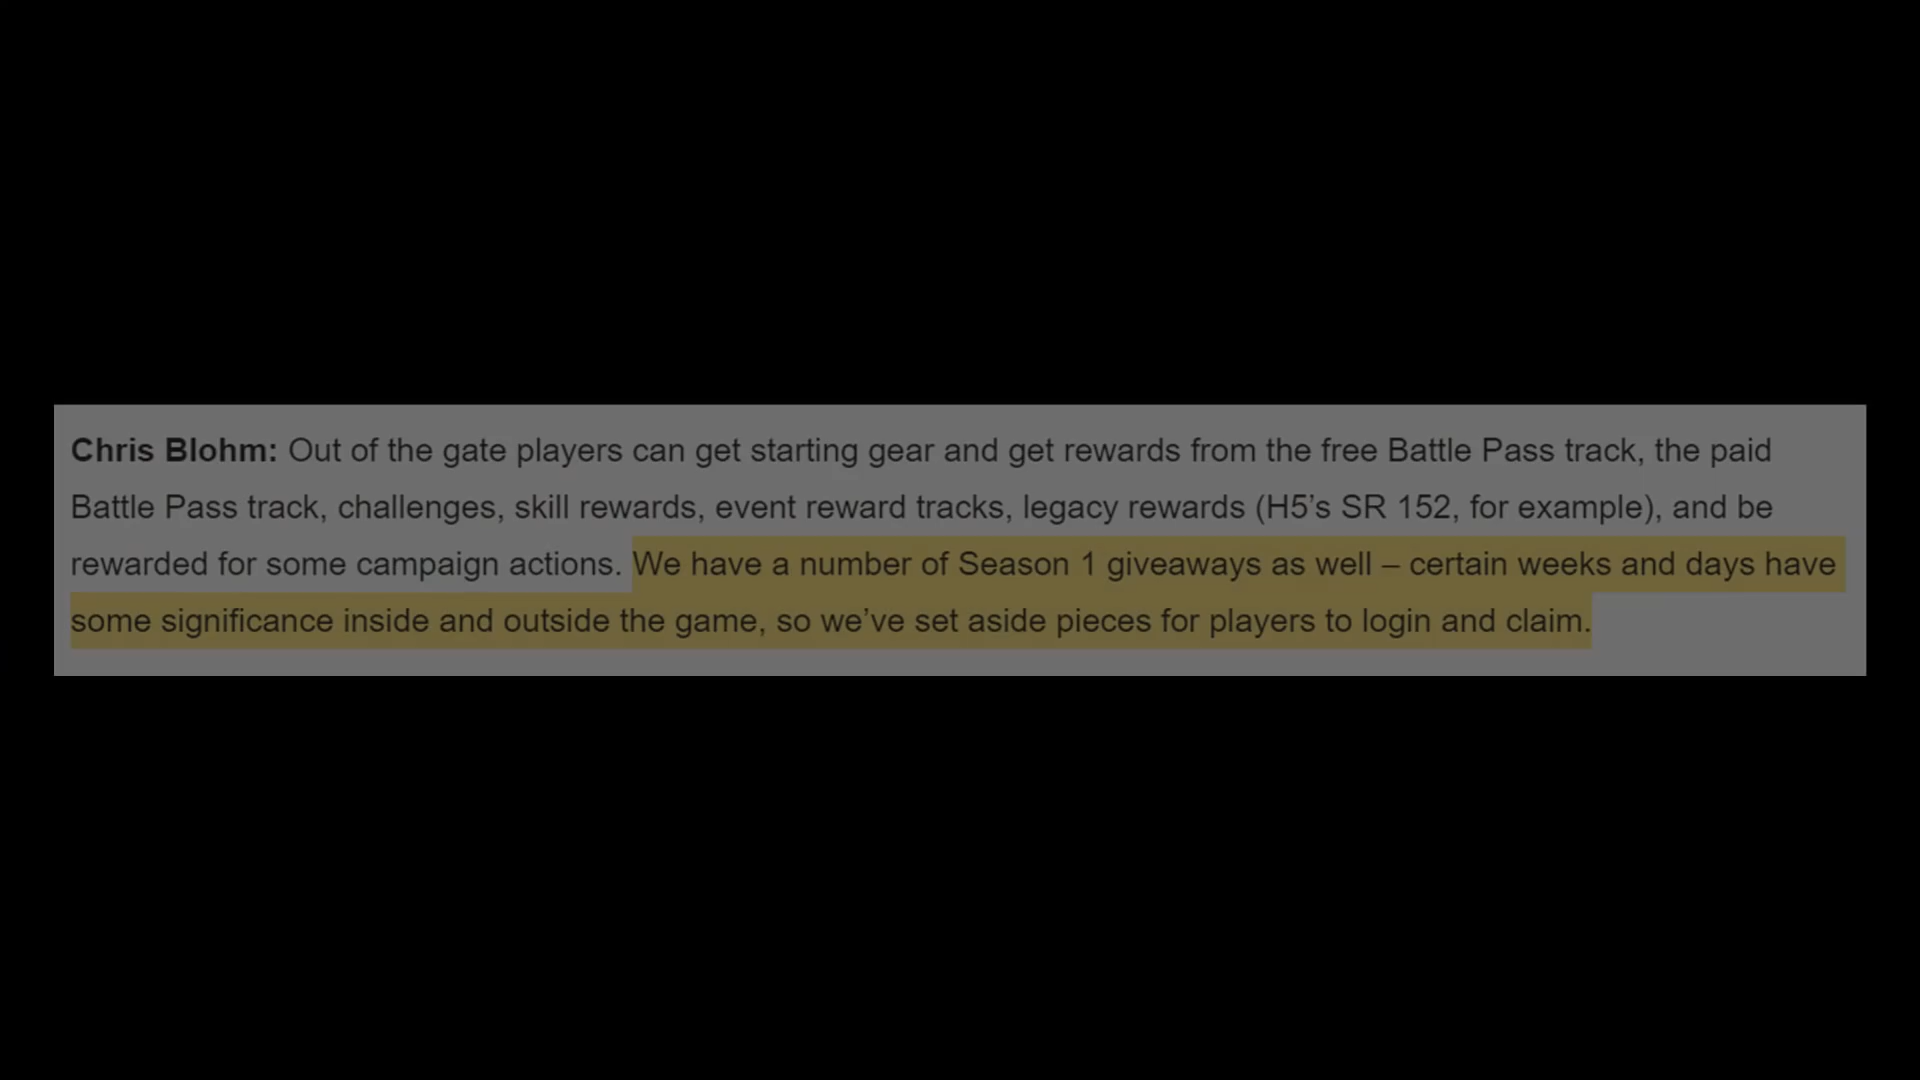 Chris Blohm: Out of the gate players can get starting gear and get rewards from the free Battle Pass track, the paid
Battle Pass track, challenges, skill rewards, event reward tracks, legacy rewards (H5’s SR 152, for example), and be
rewarded for some campaign actions. We have a number of Season 1 giveaways as well – certain weeks and days have
some significance inside and outside the game, so we’ve set aside pieces for players to login and claim.